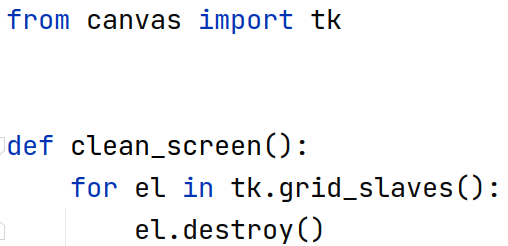 from canvas import tk
def clean_screen():
    for el in tk.grid_slaves():
        el.destroy()